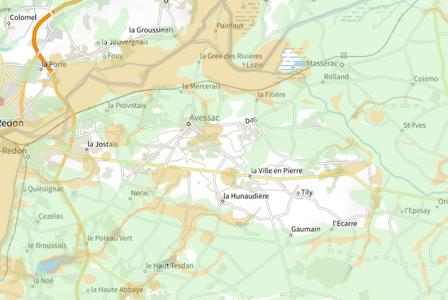 Colomel
la Groussinais
Painfaut
la Jouvergnais
Fouy
la Grée des Rivières
Lezin
la Porte
Massérac
Rolland
Coismo
la Mercerais
la Fitière
la Provotais
Avessac
Redon
St-Yves
la Jostais
Redon
la Ville en Pierre
Quinsignac
Nérac
la Hunaudière
Tily
l'Epinay
Cezelas
l'Ecarre
Gaumain
le Poteau Vert
le Broussais
le Haut Tesdan
la Noé
la Haute Abbaye